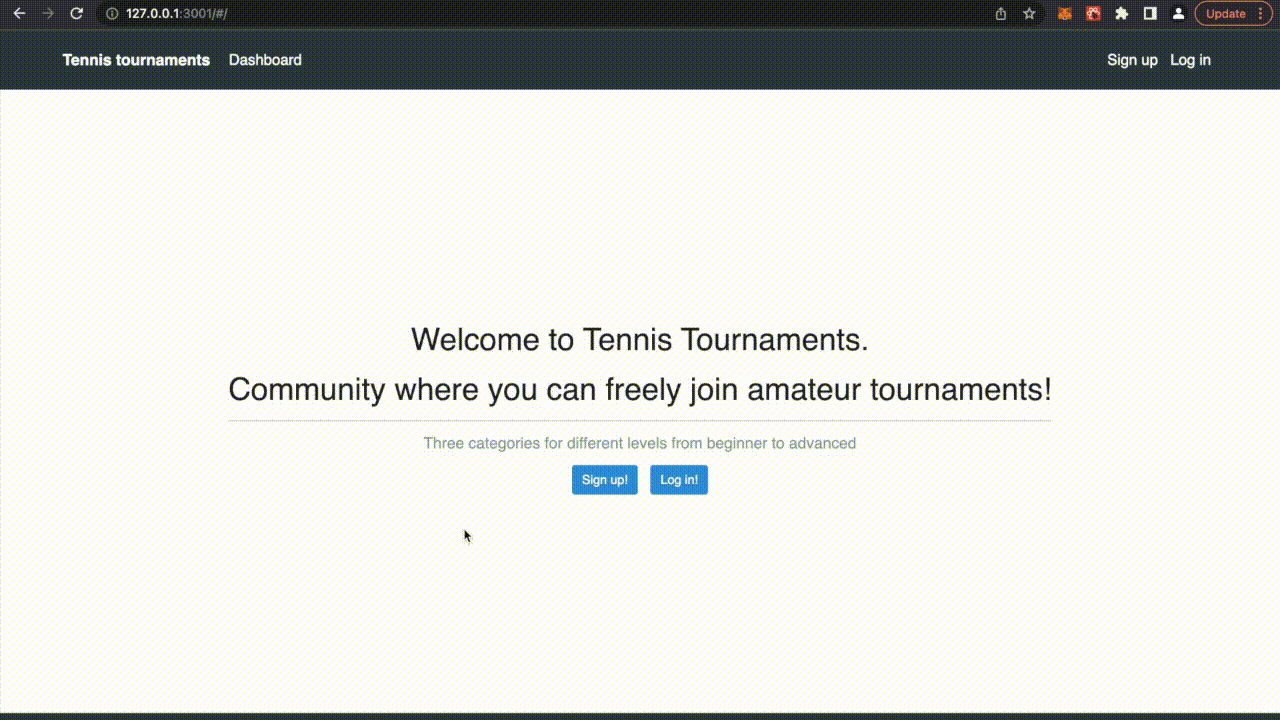 127.0.0.1:3001/#/
Update
Tennis tournaments Dashboard Sign up Log in
Welcome to Tennis Tournaments.
Community where you can freely join amateur tournaments!
Three categories for different levels from beginner to advanced
Sign up! Log in!